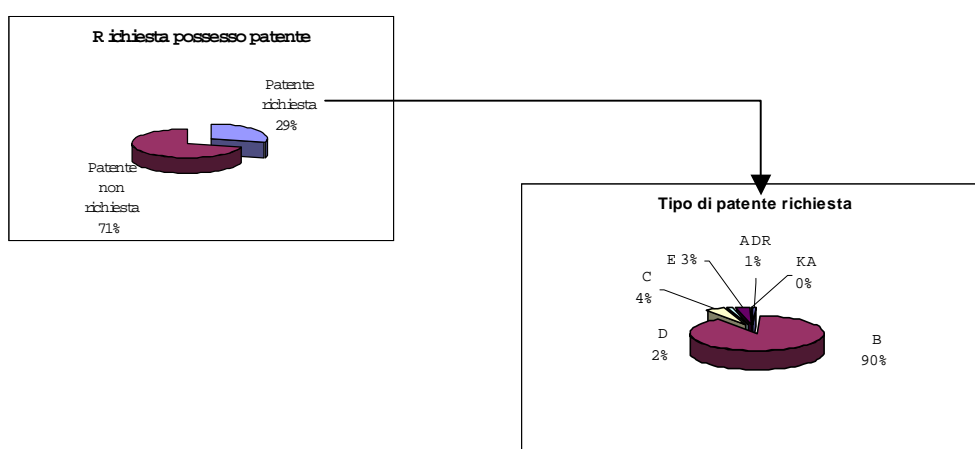 Richiesta possesso patente
Patente
richiesta
29%
Patente
non
richiesta
71%
Tipo di patente richiesta
ADR
1%
KA
0%
E 3%
C
4%
D
2%
B
90%